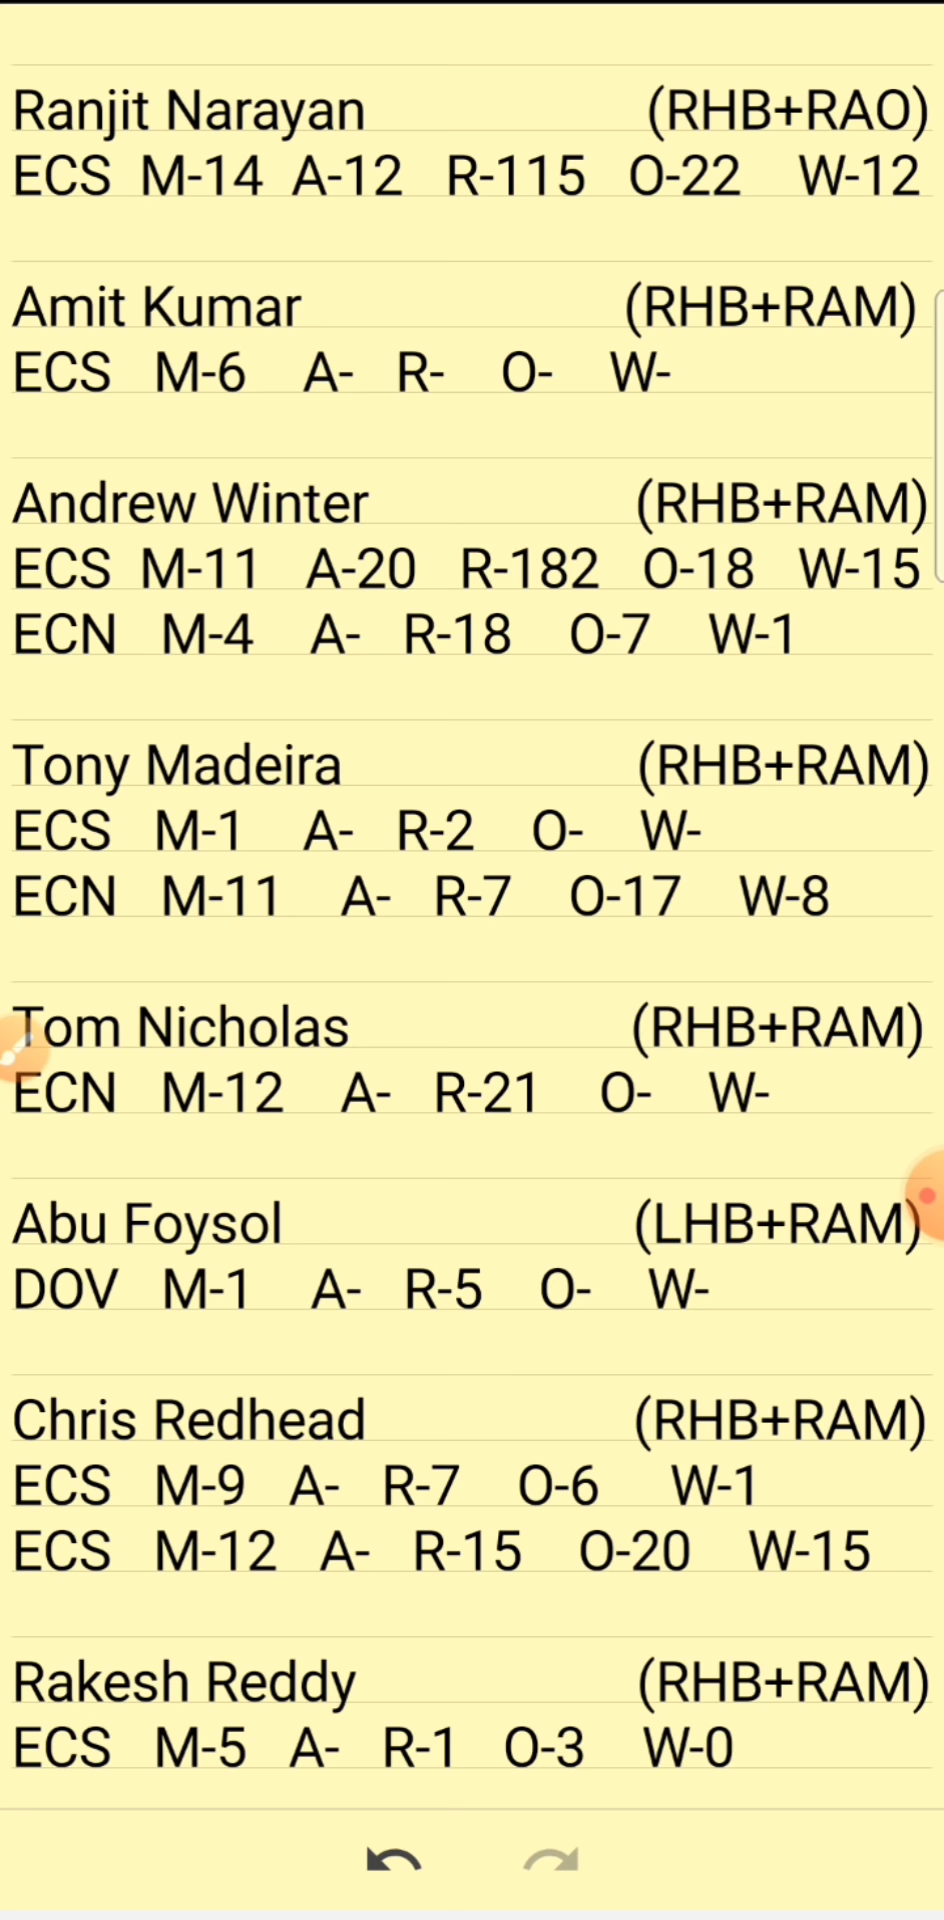 Ranjit Narayan (RHB+RAO)
ECS M-14 A-12 R-115 O-22 W-12
Amit Kumar (RHB+RAM)
ECS M-6 A- R- O- W-
Andrew Winter (RHB+RAM)
ECS M-11 A-20 R-182 O-18 W-15
ECN M-4 A- R-18 O-7 W-1
Tony Madeira (RHB+RAM)
ECS M-1 A- R-2 O- W-
ECN M-11 A- R-7 O-17 W-8
Tom Nicholas (RHB+RAM)
ECN M-12 A- R-21 O- W-
Abu Foysol (LHB+RAM)
DOV M-1 A- R-5 O- W-
Chris Redhead (RHB+RAM)
ECS M-9 A- R-7 O-6 W-1
ECS M-12 A- R-15 O-20 W-15
Rakesh Reddy (RHB+RAM)
ECS M-5 A- R-1 O-3 W-0